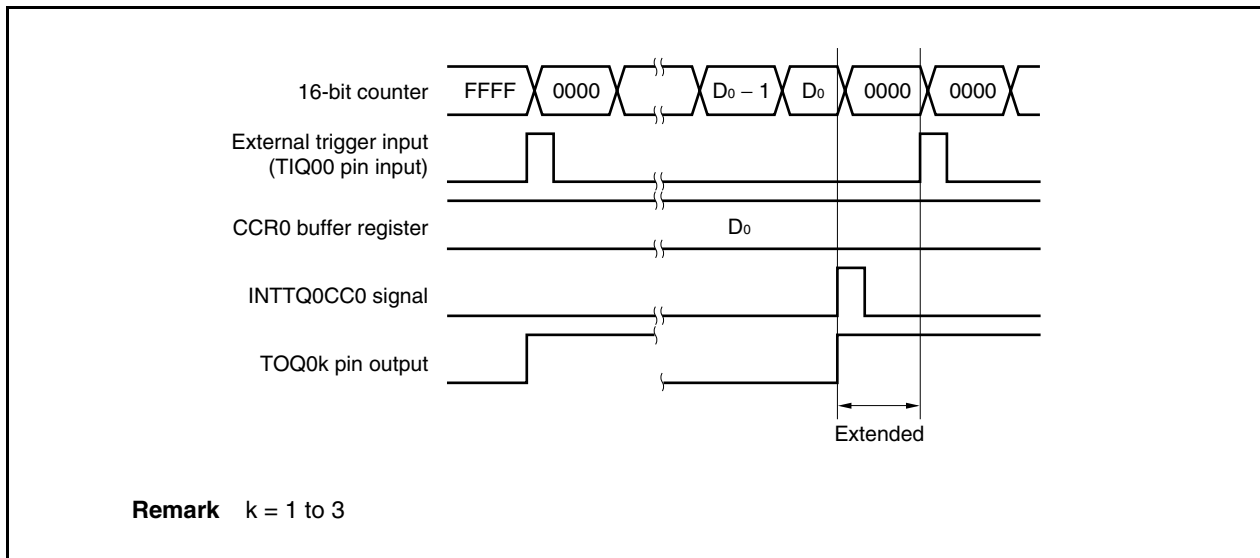 16-bit counter
FFFF 0000 D0 − 1 D0 0000 0000
External trigger input
(TIQ00 pin input)
CCR0 buffer register
D0
INTTQ0CC0 signal
TOQ0k pin output
Extended
Remark k = 1 to 3